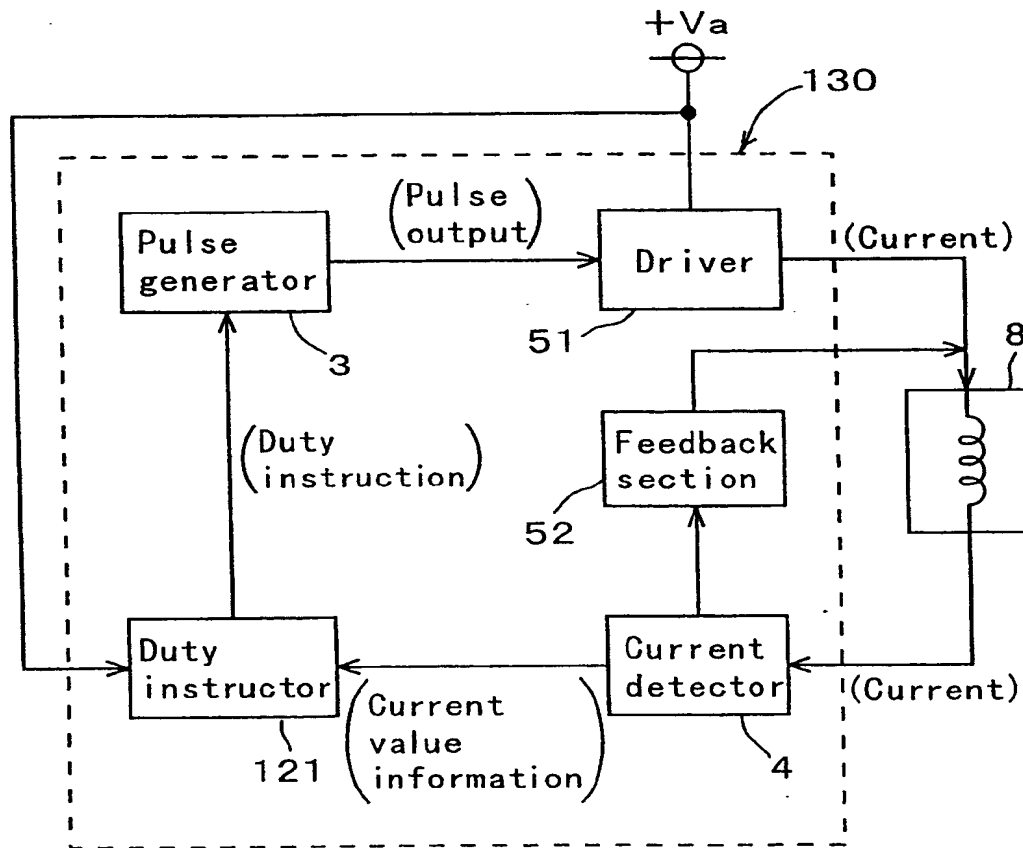 +Va
130
(Pulse
output)
Pulse
generator
Driver
(Current)
3
51
8
(Duty
instruction)
Feedback
section
52
Duty
instructor
Current
detector
(Current)
(Current
value
information)
121
4